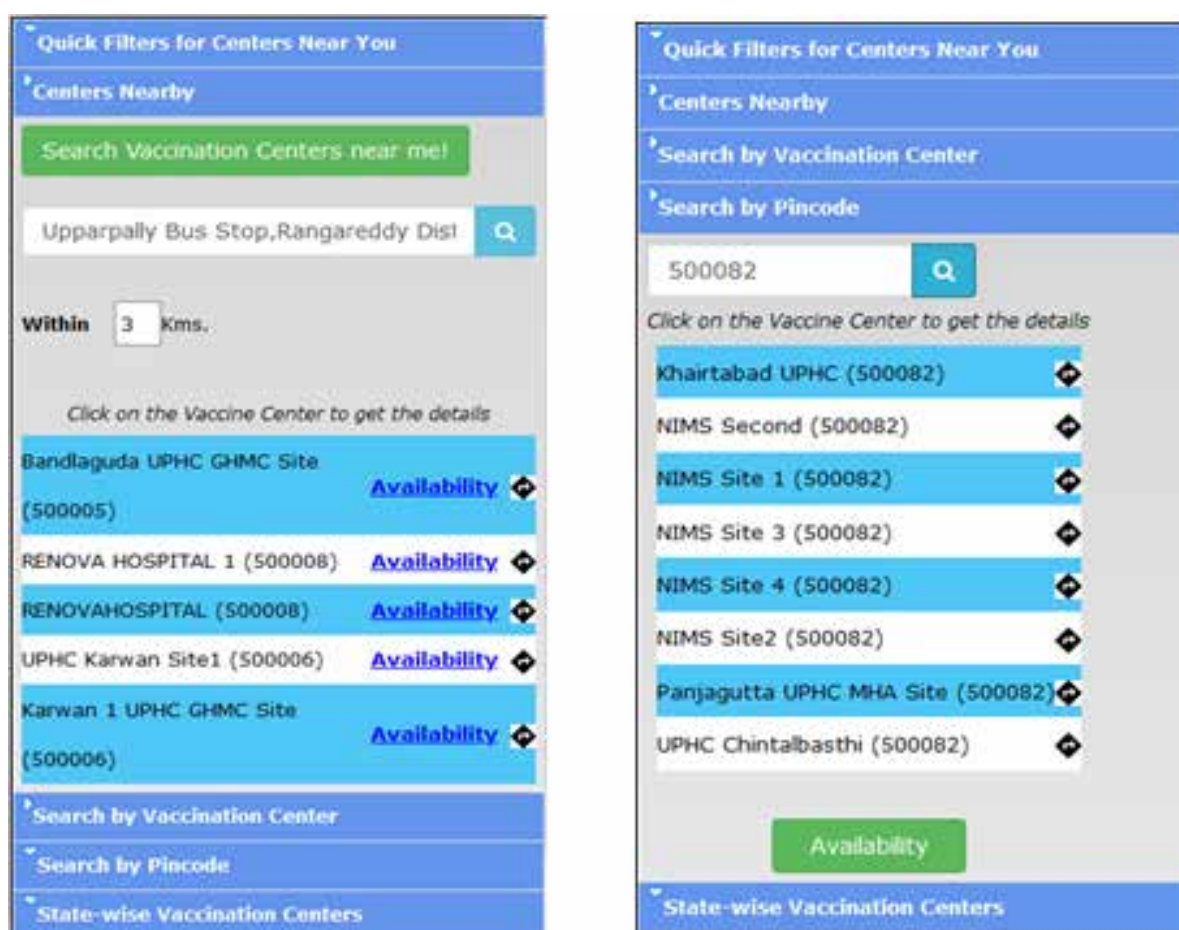 Quick Filters for Centers Near You
Centers Nearby
Search Vaccination Centers near me!
Upparpally Bus Stop,Rangareddy Dist
Within 3 Kms.
Click on the Vaccine Center to get the details
Bandlaguda UPHC GHMC Site
(500005)
Availability
RENOVA HOSPITAL 1 (500008) Availability
RENOVAHOSPITAL (500008) Availability
UPHC Karwan Site1 (500006) Availability
Karwan 1 UPHC GHMC Site
(500006)
Availability
Search by Vaccination Center
Search by Pincode
State-wise Vaccination Centers
Quick Filters for Centers Near You
Centers Nearby
Search by Vaccination Center
Search by Pincode
500082
Click on the Vaccine Center to get the details
Khairtabad UPHC (500082)
NIMS Second (500082)
NIMS Site 1 (500082)
NIMS Site 3 (500082)
NIMS Site 4 (500082)
NIMS Site2 (500082)
Panjagutta UPHC MHA Site (500082)
UPHC Chintalbasthi (500082)
Availability
State-wise Vaccination Centers